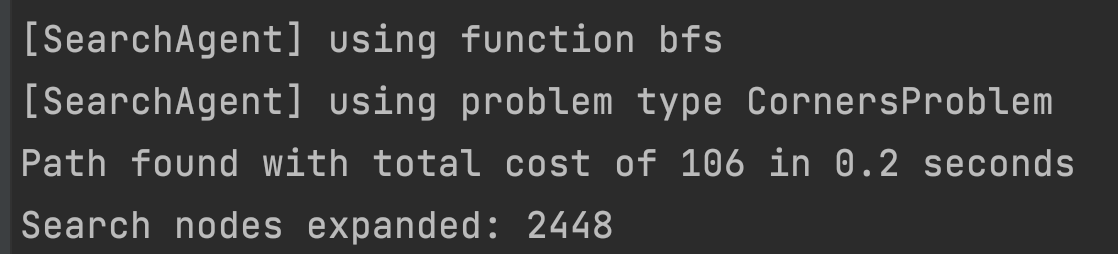 [SearchAgent] using function bfs
[SearchAgent] using problem type CornersProblem
Path found with total cost of 106 in 0.2 seconds
Search nodes expanded: 2448